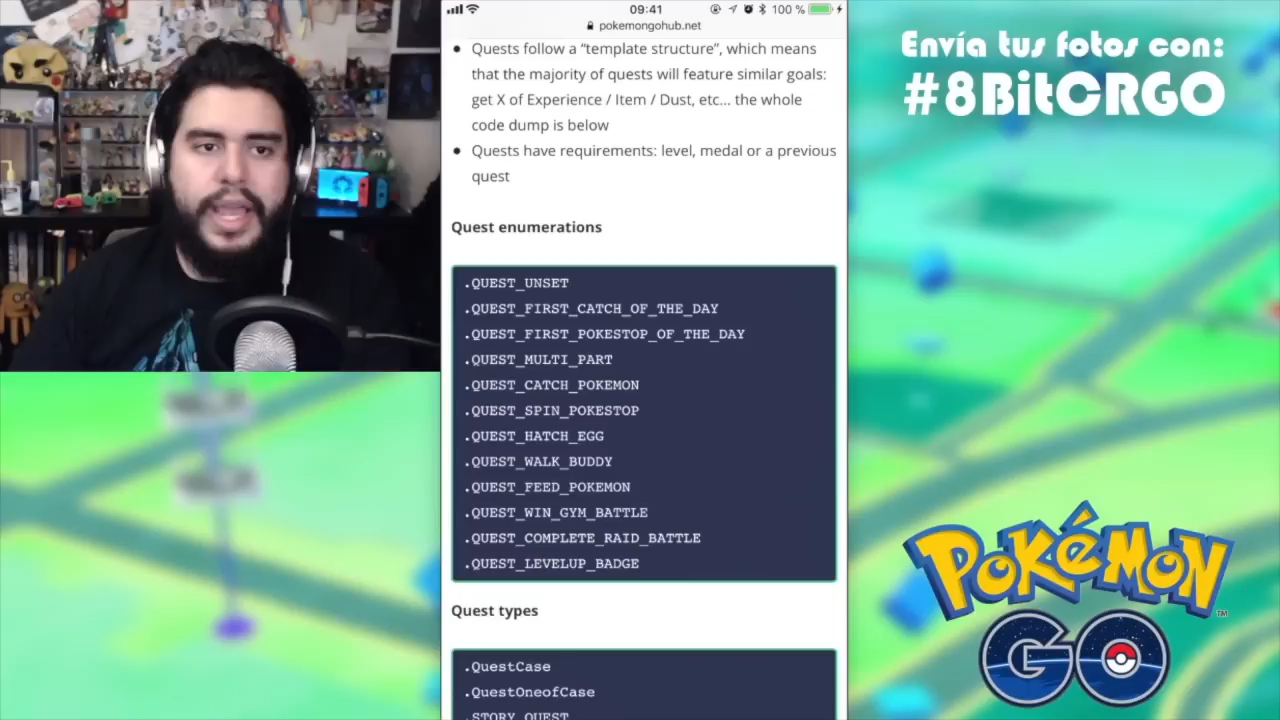 09:41
100 %
pokemongohub.net
• Quests follow a “template structure”, which means
that the majority of quests will feature similar goals:
get X of Experience / Item / Dust, etc... the whole
code dump is below
• Quests have requirements: level, medal or a previous
quest
Quest enumerations
.QUEST_UNSET
.QUEST_FIRST_CATCH_OF_THE_DAY
.QUEST_FIRST_POKESTOP_OF_THE_DAY
.QUEST_MULTI_PART
.QUEST_CATCH_POKEMON
.QUEST_SPIN_POKESTOP
.QUEST_HATCH_EGG
.QUEST_WALK_BUDDY
.QUEST_FEED_POKEMON
.QUEST_WIN_GYM_BATTLE
.QUEST_COMPLETE_RAID_BATTLE
.QUEST_LEVELUP_BADGE
Quest types
.QuestCase
.QuestOneofCase
.STORY_QUEST
Envía tus fotos con:
#8BitCRGO
POKéMON
TM
GO